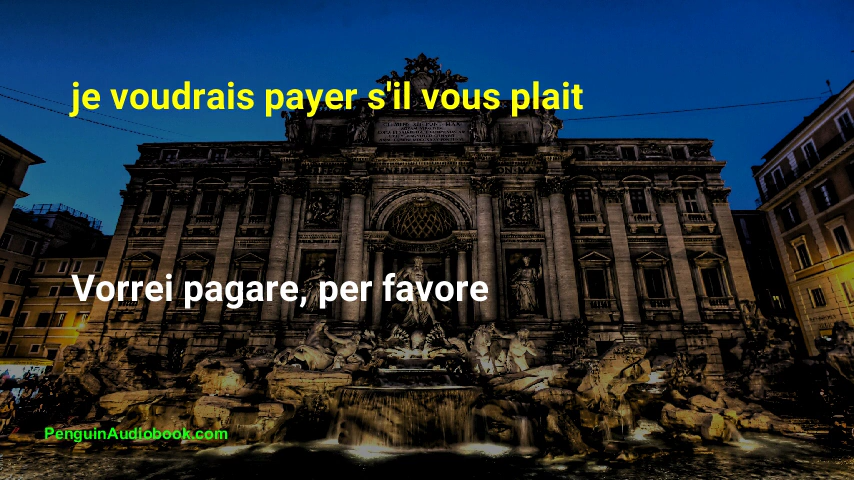 je voudrais payer s'il vous plait
Vorrei pagare, per favore
PenguinAudiobook.com